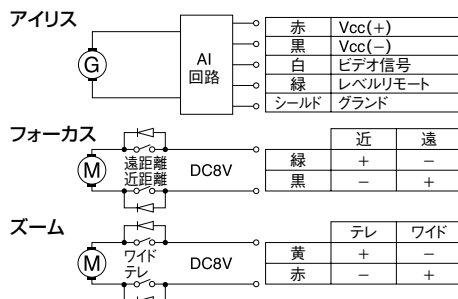 アイリス
G
AI
回路
赤 Vcc(+)
黒 Vcc(−)
白 ビデオ信号
緑 レベルリモート
シールド グランド
フォーカス
M
遠距離
近距離
DC8V
近 遠
緑 + −
黒 − +
ズーム
M
ワイド
テレ
DC8V
テレ ワイド
黄 + −
赤 − +